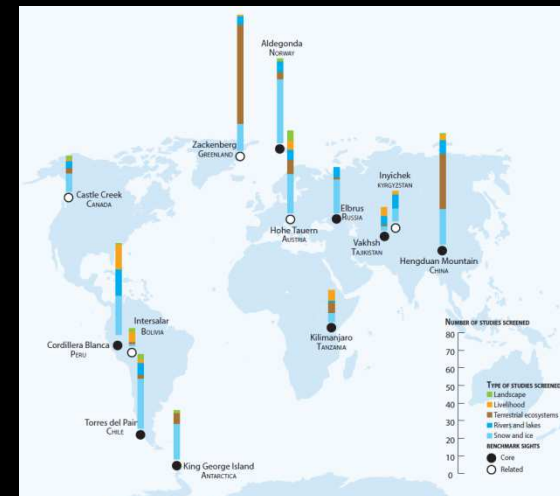 Aldegonda
NORWAY
Zackenberg
GREENLAND
Castle Creek
CANADA
Inyichek
KYRGYZSTAN
Elbrus
RUSSIA
Hohe Tauern
AUSTRIA
Vakhsh
TAJIKISTAN
Hengduan Mountain
CHINA
Intersalar
BOLIVIA
Cordillera Blanca
PERU
Kilimanjaro
TANZANIA
Torres del Pain
CHILE
King George Island
ANTARCTICA
NUMBER OF STUDIES SCREENED
80
70
60
50
40
30
20
10
0
TYPE OF STUDIES SCREENED
Landscape
Livelihood
Terrestrial ecosystems
Rivers and lakes
Snow and ice
BENCHMARK SIGHTS
Core
Related